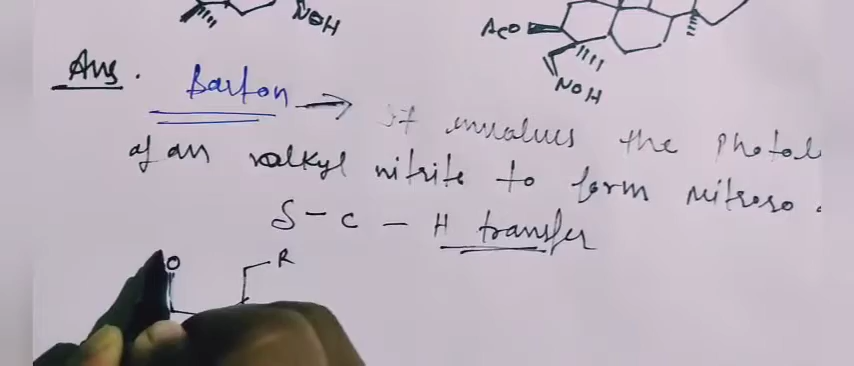 NOH
AcO
NOH
Ans.
Barton → It involves the photol
of an alkyl nitrite to form nitroso.
δ - C - H transfer
O R